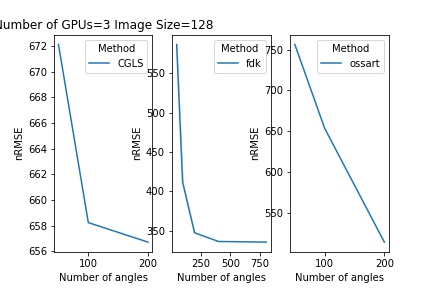 Number of GPUs=3 Image Size=128
672
670
668
666
664
662
660
658
656
nRMSE
Method
CGLS
100
200
Number of angles
550
500
450
400
350
nRMSE
Method
fdk
250
500
750
Number of angles
750
700
650
600
550
nRMSE
Method
ossart
100
200
Number of angles